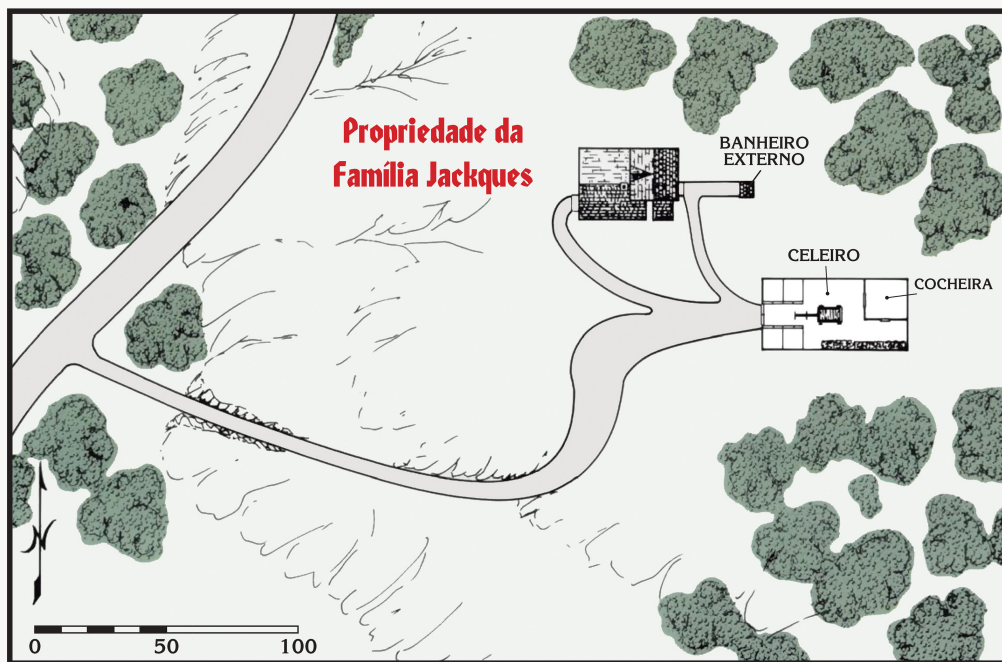 Propriedade da
Família Jackques
BANHEIRO
EXTERNO
CELEIRO
COCHEIRA
N
0 50 100